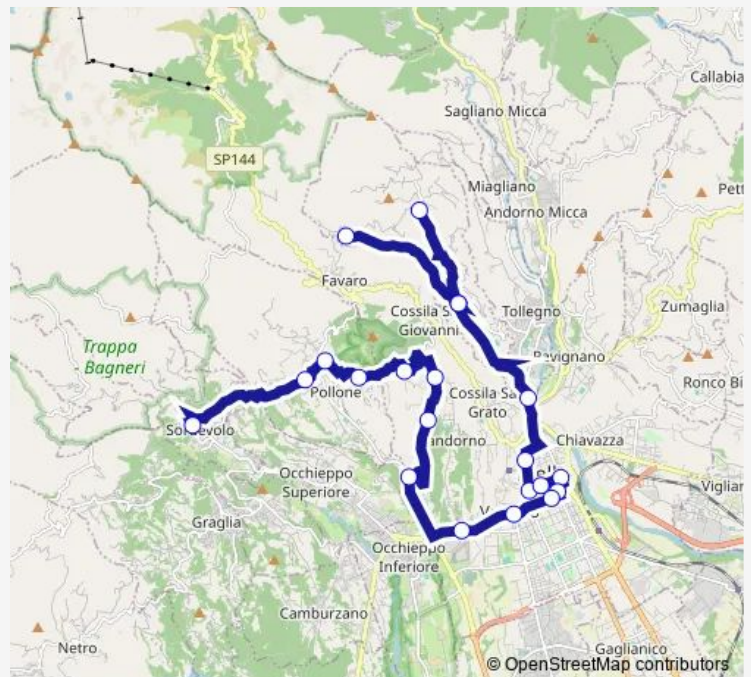 Callabia
Sagliano Micca
SP144
Miagliano
Pett
Andorno Micca
Favaro
Zumaglia
Cossila S
Giovanni
Tollegno
Trappa
- Bagneri
Pavignano
Ronco Bi
Pollone
Cossila Sa
Grato
Sordevolo
andorno
Chiavazza
Occhieppo
Superiore
Viglian
Graglia
Occhieppo
Inferiore
Camburzano
Netro
Gaglianico
© OpenStreetMap contributors